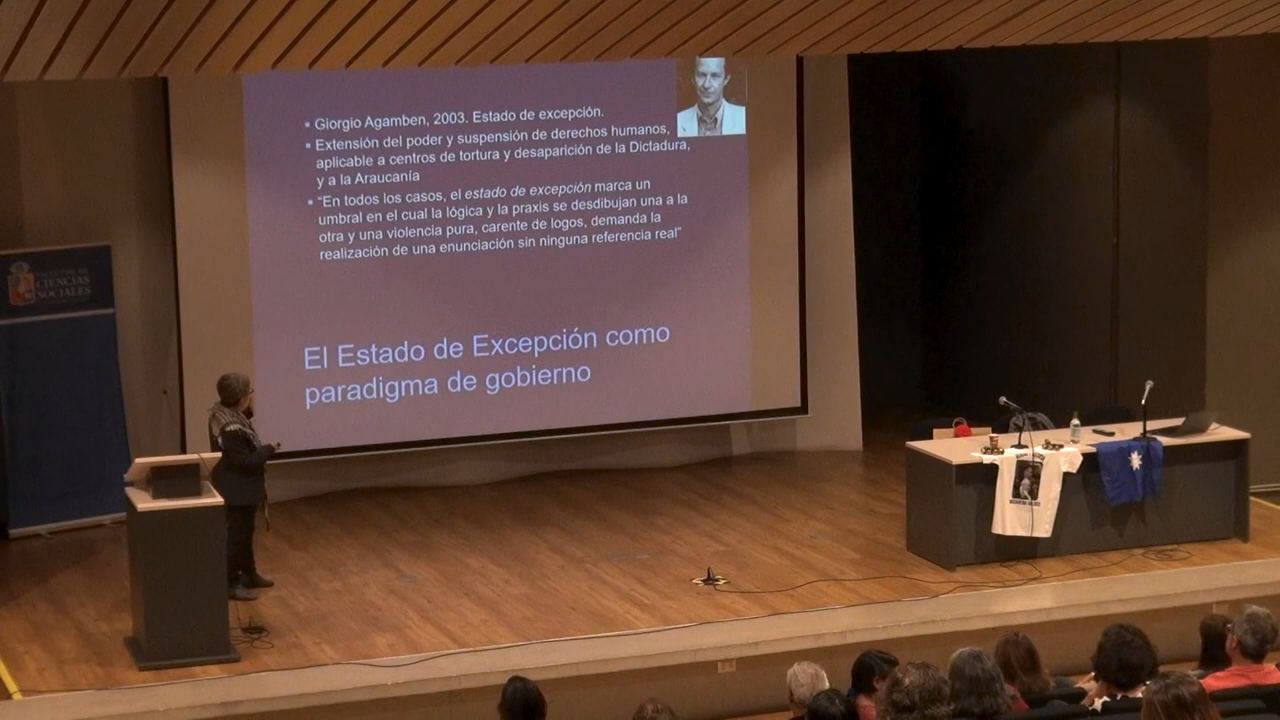 ▪ Giorgio Agamben, 2003. Estado de excepción.
▪ Extensión del poder y suspensión de derechos humanos,
aplicable a centros de tortura y desaparición de la Dictadura,
y a la Araucanía
▪ “En todos los casos, el estado de excepción marca un
umbral en el cual la lógica y la praxis se desdibujan una a la
otra y una violencia pura, carente de logos, demanda la
realización de una enunciación sin ninguna referencia real”
El Estado de Excepción como
paradigma de gobierno
FACULTAD DE
CIENCIAS
SOCIALES